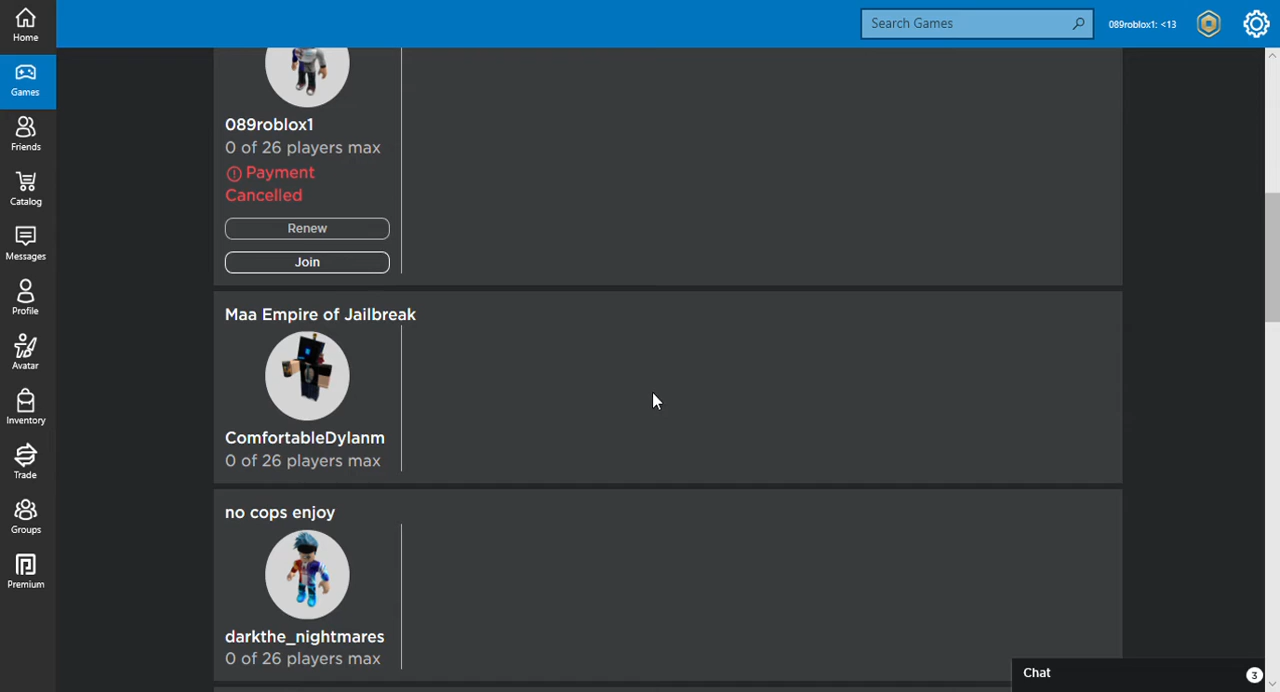 Home
Search Games
089roblox1: <13
Games
Friends
Catalog
Messages
Profile
Avatar
Inventory
Trade
Groups
Premium
089roblox1
0 of 26 players max
Payment
Cancelled
Renew
Join
Maa Empire of Jailbreak
ComfortableDylanm
0 of 26 players max
no cops enjoy
darkthe_nightmares
0 of 26 players max
Chat
3